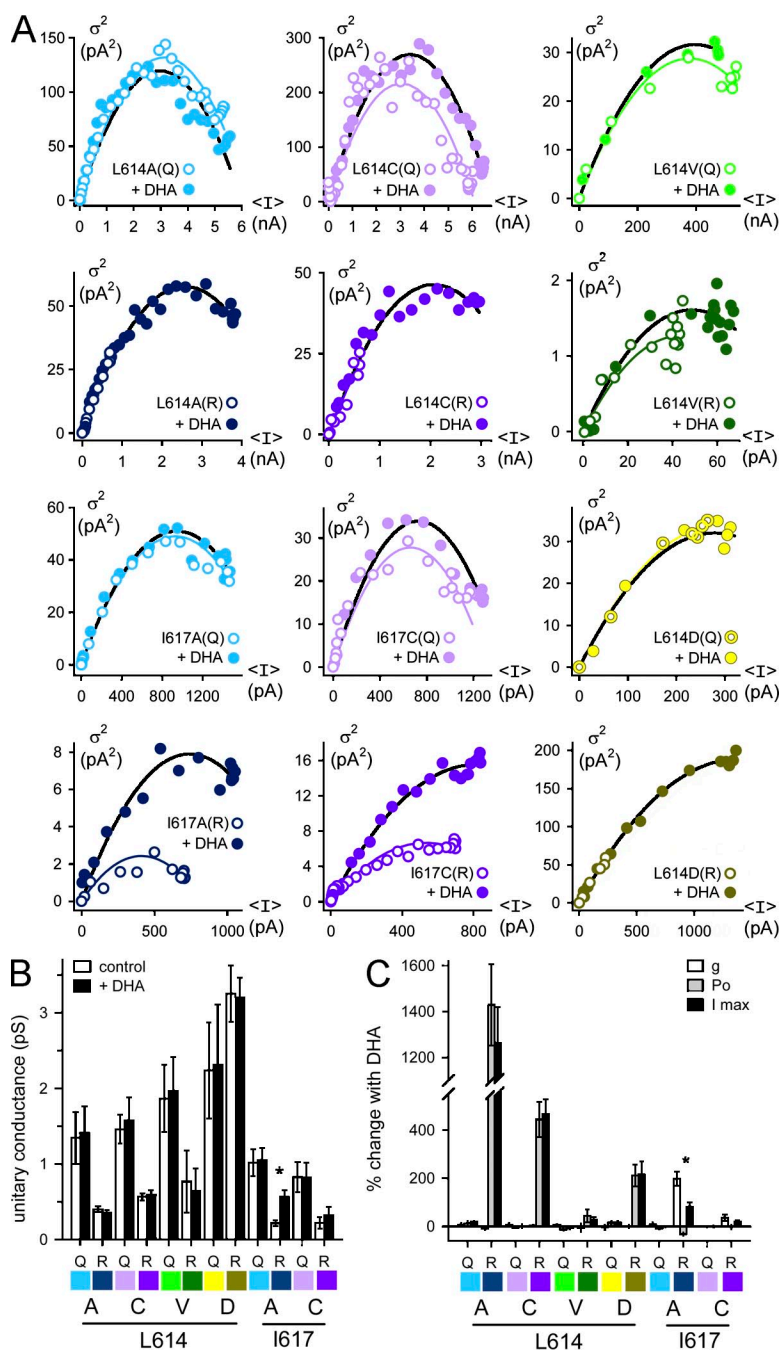 A
σ2
(pA2)
150
100
50
0
L614A(Q)
+ DHA
0 1 2 3 4 5 6
<I>
(nA)
σ2
(pA2)
300
200
100
0
L614C(Q)
+ DHA
0 1 2 3 4 5 6
<I>
(nA)
σ2
(pA2)
30
20
10
0
L614V(Q)
+ DHA
0 200 400
<I>
(pA)
σ2
(pA2)
50
25
0
L614A(R)
+ DHA
0 1 2 3 4
<I>
(nA)
σ2
(pA2)
50
25
0
L614C(R)
+ DHA
0 1 2 3
<I>
(nA)
σ2
(pA2)
2
1
0
L614V(R)
+ DHA
0 20 40 60
<I>
(pA)
σ2
(pA2)
60
40
20
0
I617A(Q)
+ DHA
0 400 800 1200
<I>
(pA)
σ2
(pA2)
30
20
10
0
I617C(Q)
+ DHA
0 400 800 1200
<I>
(pA)
σ2
(pA2)
30
20
10
0
L614D(Q)
+ DHA
0 100 200 300
<I>
(pA)
σ2
(pA2)
8
6
4
2
0
I617A(R)
+ DHA
0 500 1000
<I>
(pA)
σ2
(pA2)
16
12
8
4
0
I617C(R)
+ DHA
0 400 800
<I>
(pA)
σ2
(pA2)
200
150
100
50
0
L614D(R)
+ DHA
0 500 1000
<I>
(pA)
B
control
+ DHA
unitary conductance (pS)
3
2
1
0
*
Q R Q R Q R Q R Q R Q R
A C V D A C
L614 I617
C
g
Po
I max
% change with DHA
1600
1400
1200
400
200
0
*
Q R Q R Q R Q R Q R Q R
A C V D A C
L614 I617